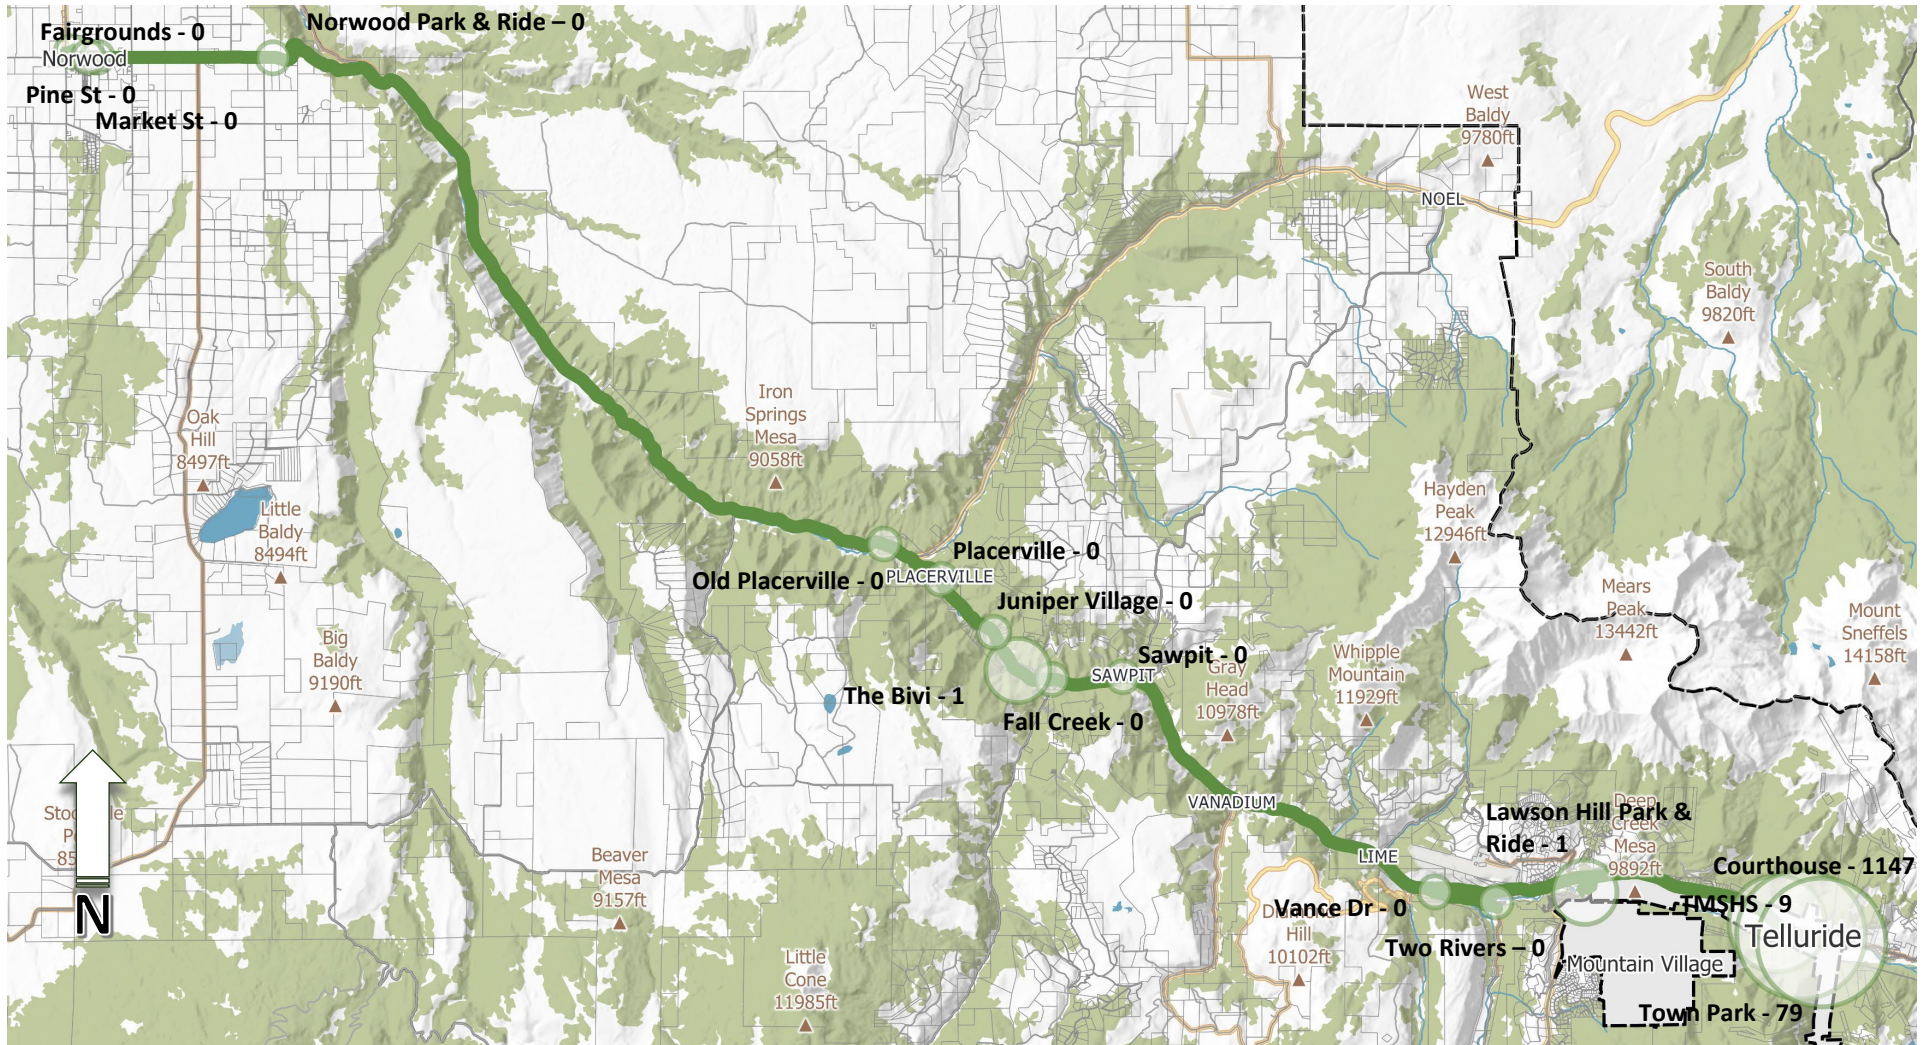 Fairgrounds - 0
Norwood Park & Ride – 0
Norwood
Pine St - 0
Market St - 0
West
Baldy
9780ft
NOEL
South
Baldy
9820ft
Iron
Springs
Mesa
9058ft
Oak
Hill
8497ft
Little
Baldy
8494ft
Hayden
Peak
12946ft
Placerville - 0
Old Placerville - 0
PLACERVILLE
Juniper Village - 0
Mears
Peak
13442ft
Mount
Sneffels
14158ft
Big
Baldy
9190ft
Sawpit - 0
SAWPIT
Gray
Head
10978ft
Whipple
Mountain
11929ft
The Bivi - 1
Fall Creek - 0
VANADIUM
Lawson Hill Park &
Ride - 1
Deep
Creek
Mesa
9892ft
LIME
Beaver
Mesa
9157ft
Courthouse - 1147
Vance Dr - 0
TMSHS - 9
N
Hill
10102ft
Two Rivers – 0
Telluride
Mountain Village
Little
Cone
11985ft
Town Park - 79